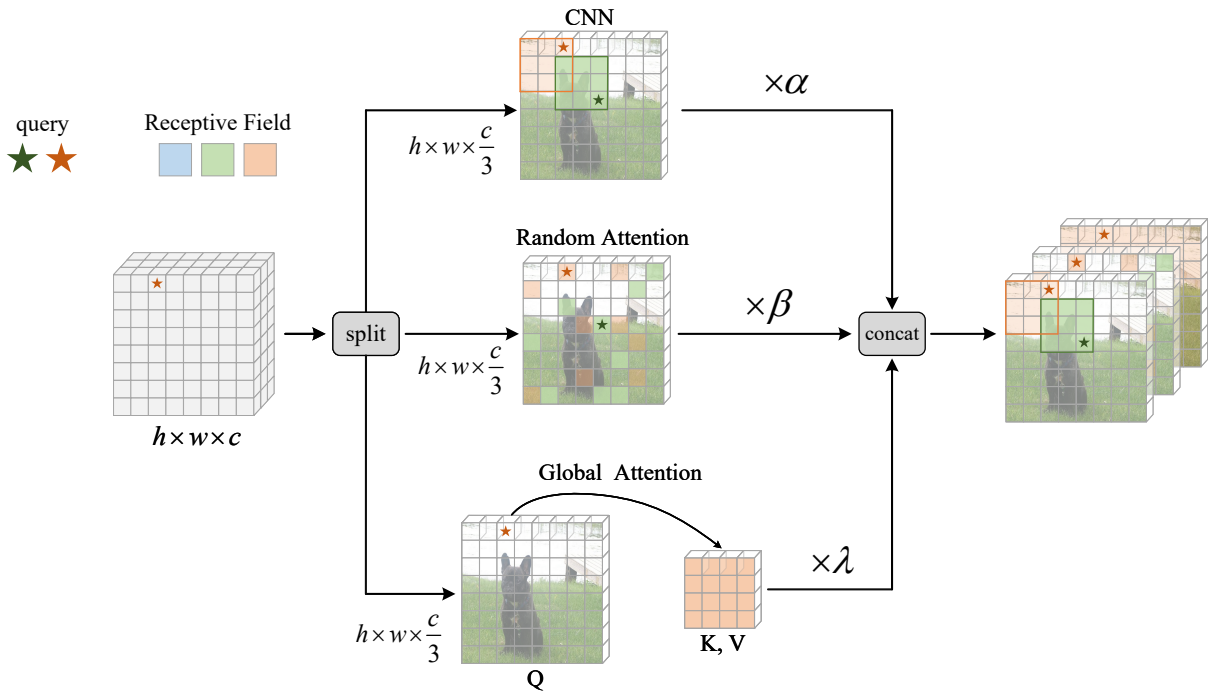 CNN
×α
query
Receptive Field
h×w×c/3
Random Attention
×β
split
concat
h×w×c/3
h×w×c
Global Attention
×λ
h×w×c/3
K, V
Q